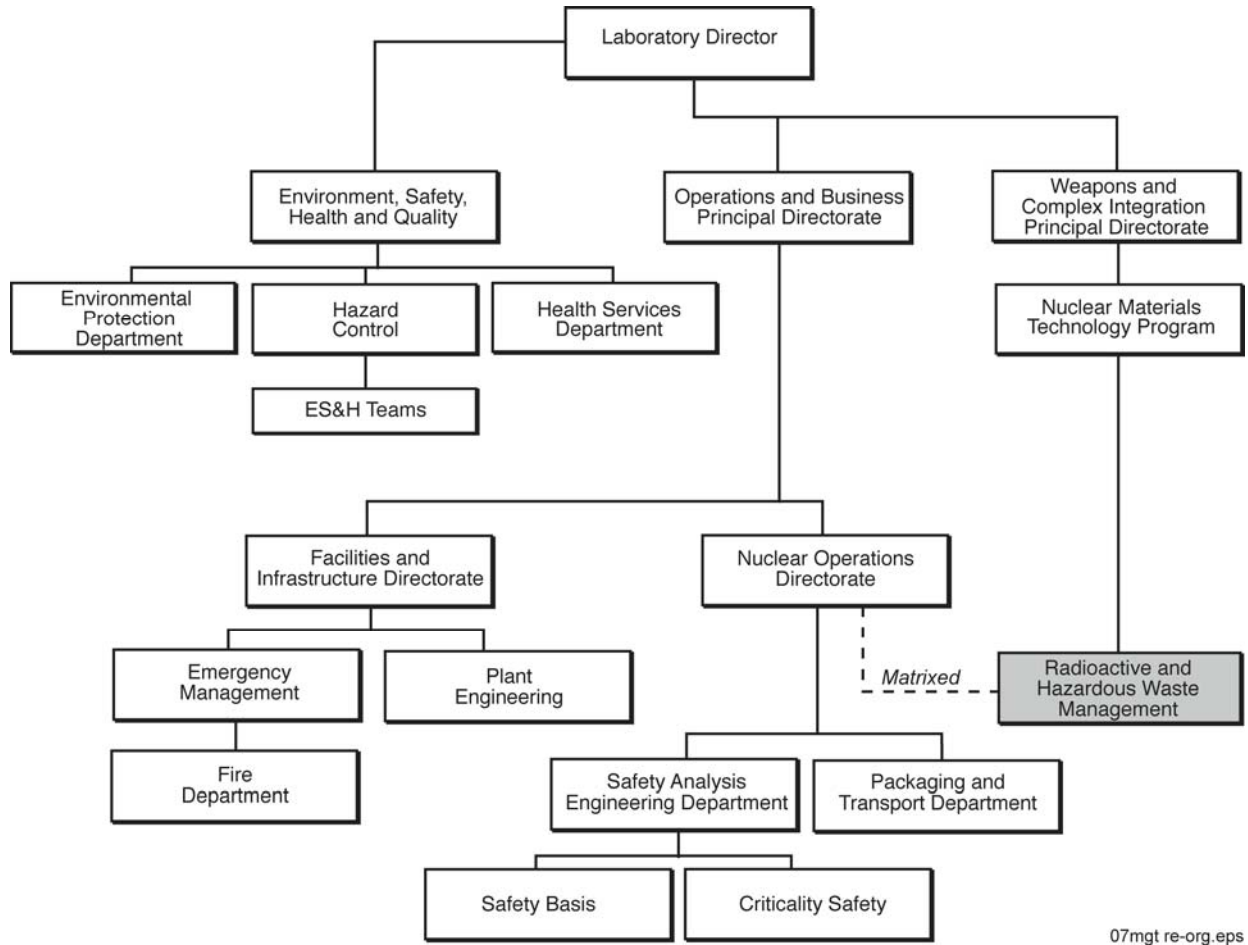 Laboratory Director
Environment, Safety,
Health and Quality
Operations and Business
Principal Directorate
Weapons and
Complex Integration
Principal Directorate
Environmental
Protection
Department
Hazard
Control
Health Services
Department
Nuclear Materials
Technology Program
ES&H Teams
Facilities and
Infrastructure Directorate
Nuclear Operations
Directorate
Emergency
Management
Plant
Engineering
Matrixed
Radioactive and
Hazardous Waste
Management
Fire
Department
Safety Analysis
Engineering Department
Packaging and
Transport Department
Safety Basis
Criticality Safety
07mgt re-org.eps